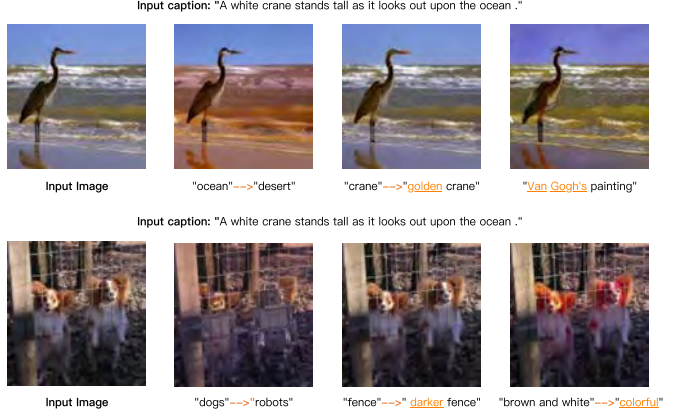 Input caption: "A white crane stands tall as it looks out upon the ocean ."
Input Image
"ocean"-->"desert"
"crane"-->"golden crane"
"Van Gogh's painting"
Input caption: "A white crane stands tall as it looks out upon the ocean ."
Input Image
"dogs"-->"robots"
"fence"-->" darker fence"
"brown and white"-->"colorful"